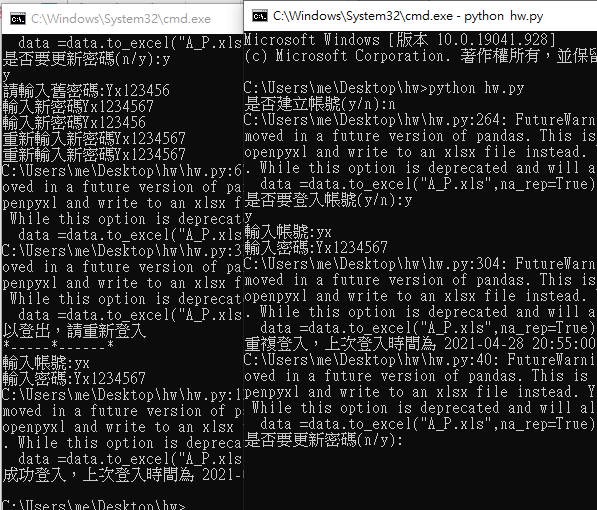 C:\Windows\System32\cmd.exe
data =data.to_excel("A_P.xls
是否要更新密碼(n/y):y
y
請輸入舊密碼:Yx123456
輸入新密碼Yx1234567
輸入新密碼Yx123456
重新輸入新密碼Yx1234567
重新輸入新密碼Yx1234567
C:\Users\me\Desktop\hw\hw.py:6
oved in a future version of pa
penpyxl and write to an xlsx f
While this option is deprecat
data =data.to_excel("A_P.xls
C:\Users\me\Desktop\hw\hw.py:3
oved in a future version of pa
penpyxl and write to an xlsx f
While this option is deprecat
data =data.to_excel("A_P.xls
以登出，請重新登入
*-----*------*
輸入帳號:yx
輸入密碼:Yx1234567
C:\Users\me\Desktop\hw\hw.py:1
moved in a future version of p
openpyxl and write to an xlsx
. While this option is depreca
data =data.to_excel("A_P.xls
成功登入，上次登入時間為 2021-
C:\Users\me\Desktop\hw>
C:\Windows\System32\cmd.exe - python hw.py
Microsoft Windows [版本 10.0.19041.928]
(c) Microsoft Corporation. 著作權所有，並保留
C:\Users\me\Desktop\hw>python hw.py
是否建立帳號(y/n):n
C:\Users\me\Desktop\hw\hw.py:264: FutureWarn
moved in a future version of pandas. This is
openpyxl and write to an xlsx file instead.
. While this option is deprecated and will a
data =data.to_excel("A_P.xls",na_rep=True)
是否要登入帳號(y/n):y
y
輸入帳號:yx
輸入密碼:Yx1234567
C:\Users\me\Desktop\hw\hw.py:304: FutureWarn
moved in a future version of pandas. This is
openpyxl and write to an xlsx file instead.
. While this option is deprecated and will a
data =data.to_excel("A_P.xls",na_rep=True)
重複登入，上次登入時間為 2021-04-28 20:55:00
C:\Users\me\Desktop\hw\hw.py:40: FutureWarni
oved in a future version of pandas. This is
penpyxl and write to an xlsx file instead. Y
While this option is deprecated and will al
data =data.to_excel("A_P.xls",na_rep=True)
是否要更新密碼(n/y):